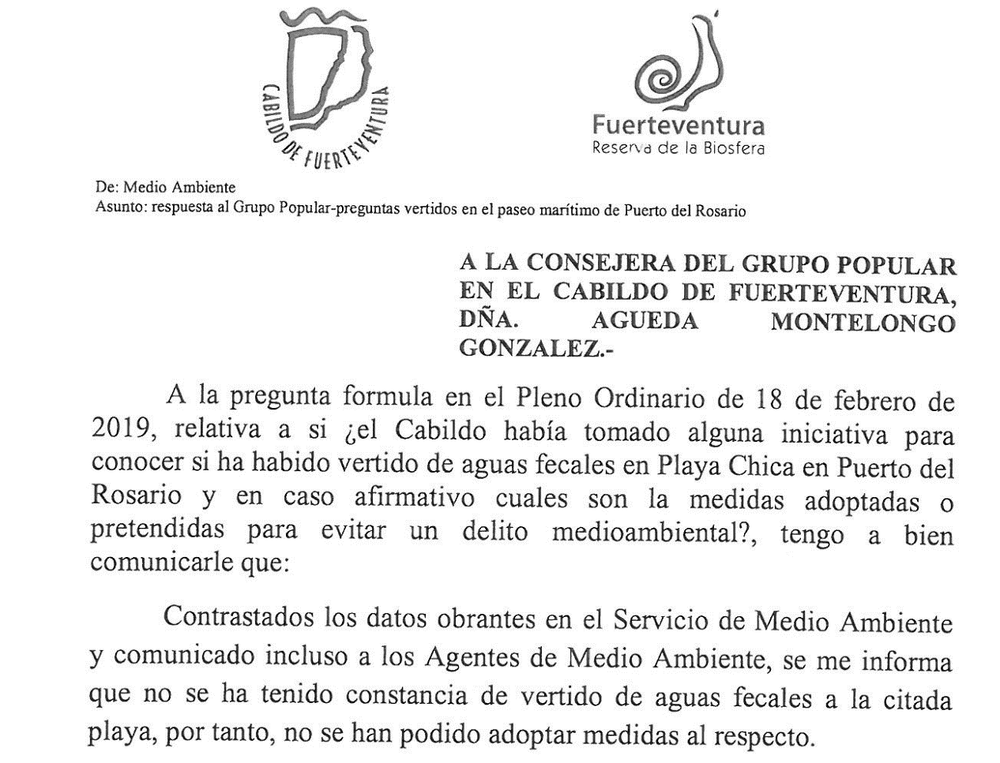 CABILDO DE FUERTEVENTURA
Fuerteventura
Reserva de la Biosfera
De: Medio Ambiente
Asunto: respuesta al Grupo Popular-preguntas vertidos en el paseo marítimo de Puerto del Rosario
A LA CONSEJERA DEL GRUPO POPULAR
EN EL CABILDO DE FUERTEVENTURA,
DÑA. AGUEDA MONTELONGO
GONZALEZ.-
A la pregunta formula en el Pleno Ordinario de 18 de febrero de
2019, relativa a si ¿el Cabildo había tomado alguna iniciativa para
conocer si ha habido vertido de aguas fecales en Playa Chica en Puerto del
Rosario y en caso afirmativo cuales son la medidas adoptadas o
pretendidas para evitar un delito medioambiental?, tengo a bien
comunicarle que:
Contrastados los datos obrantes en el Servicio de Medio Ambiente
y comunicado incluso a los Agentes de Medio Ambiente, se me informa
que no se ha tenido constancia de vertido de aguas fecales a la citada
playa, por tanto, no se han podido adoptar medidas al respecto.